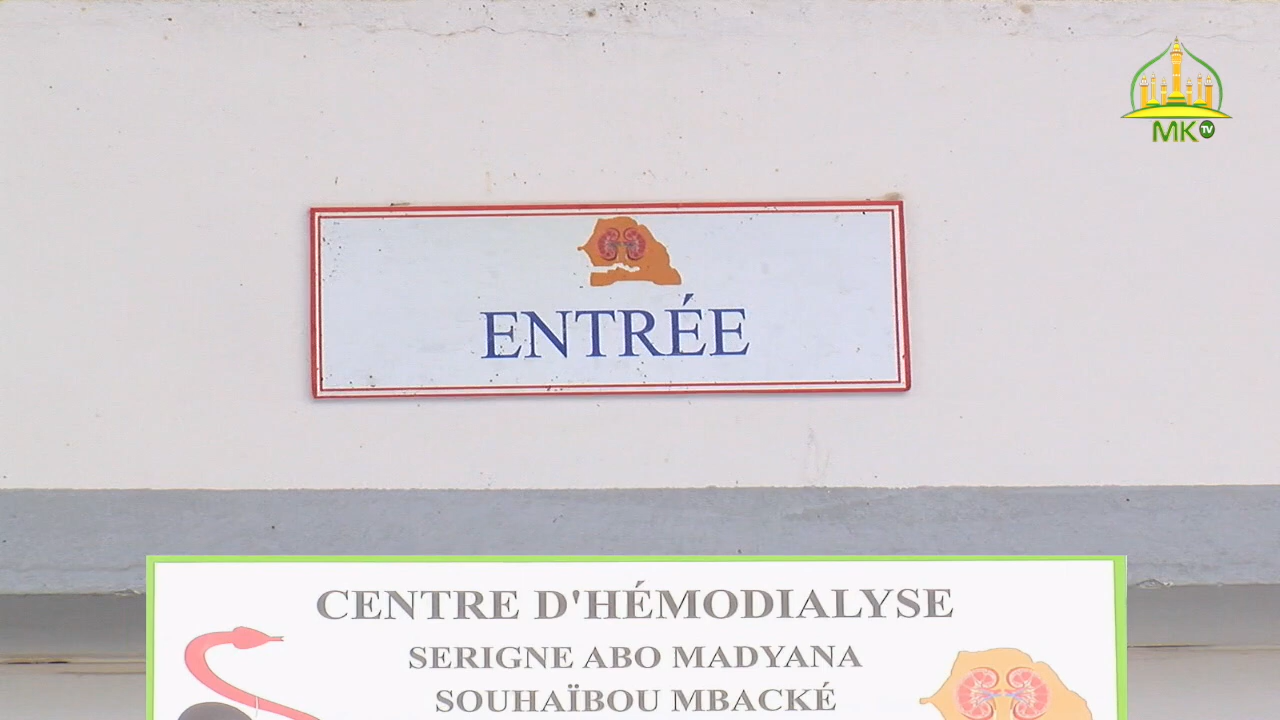 MK TV
ENTRÉE
CENTRE D'HÉMODIALYSE
SERIGNE ABO MADYANA
SOUHAÏBOU MBACKÉ